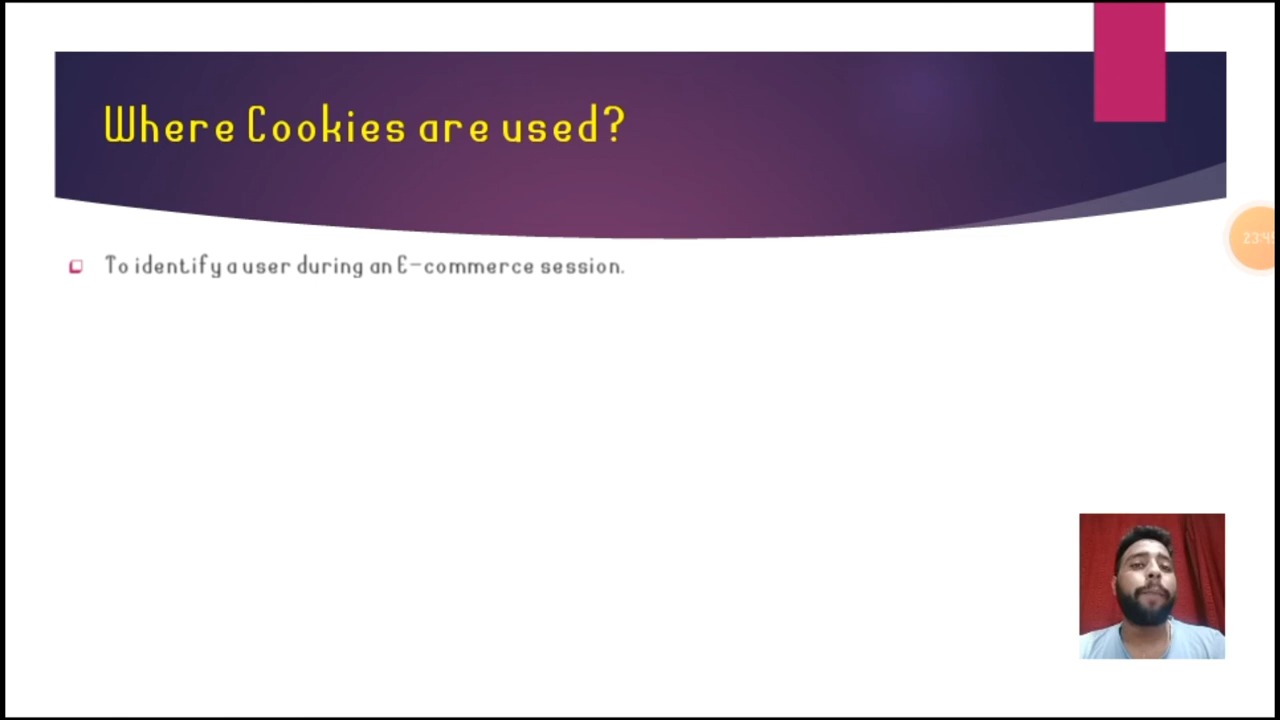 Where Cookies are used?
To identify a user during an E-commerce session.